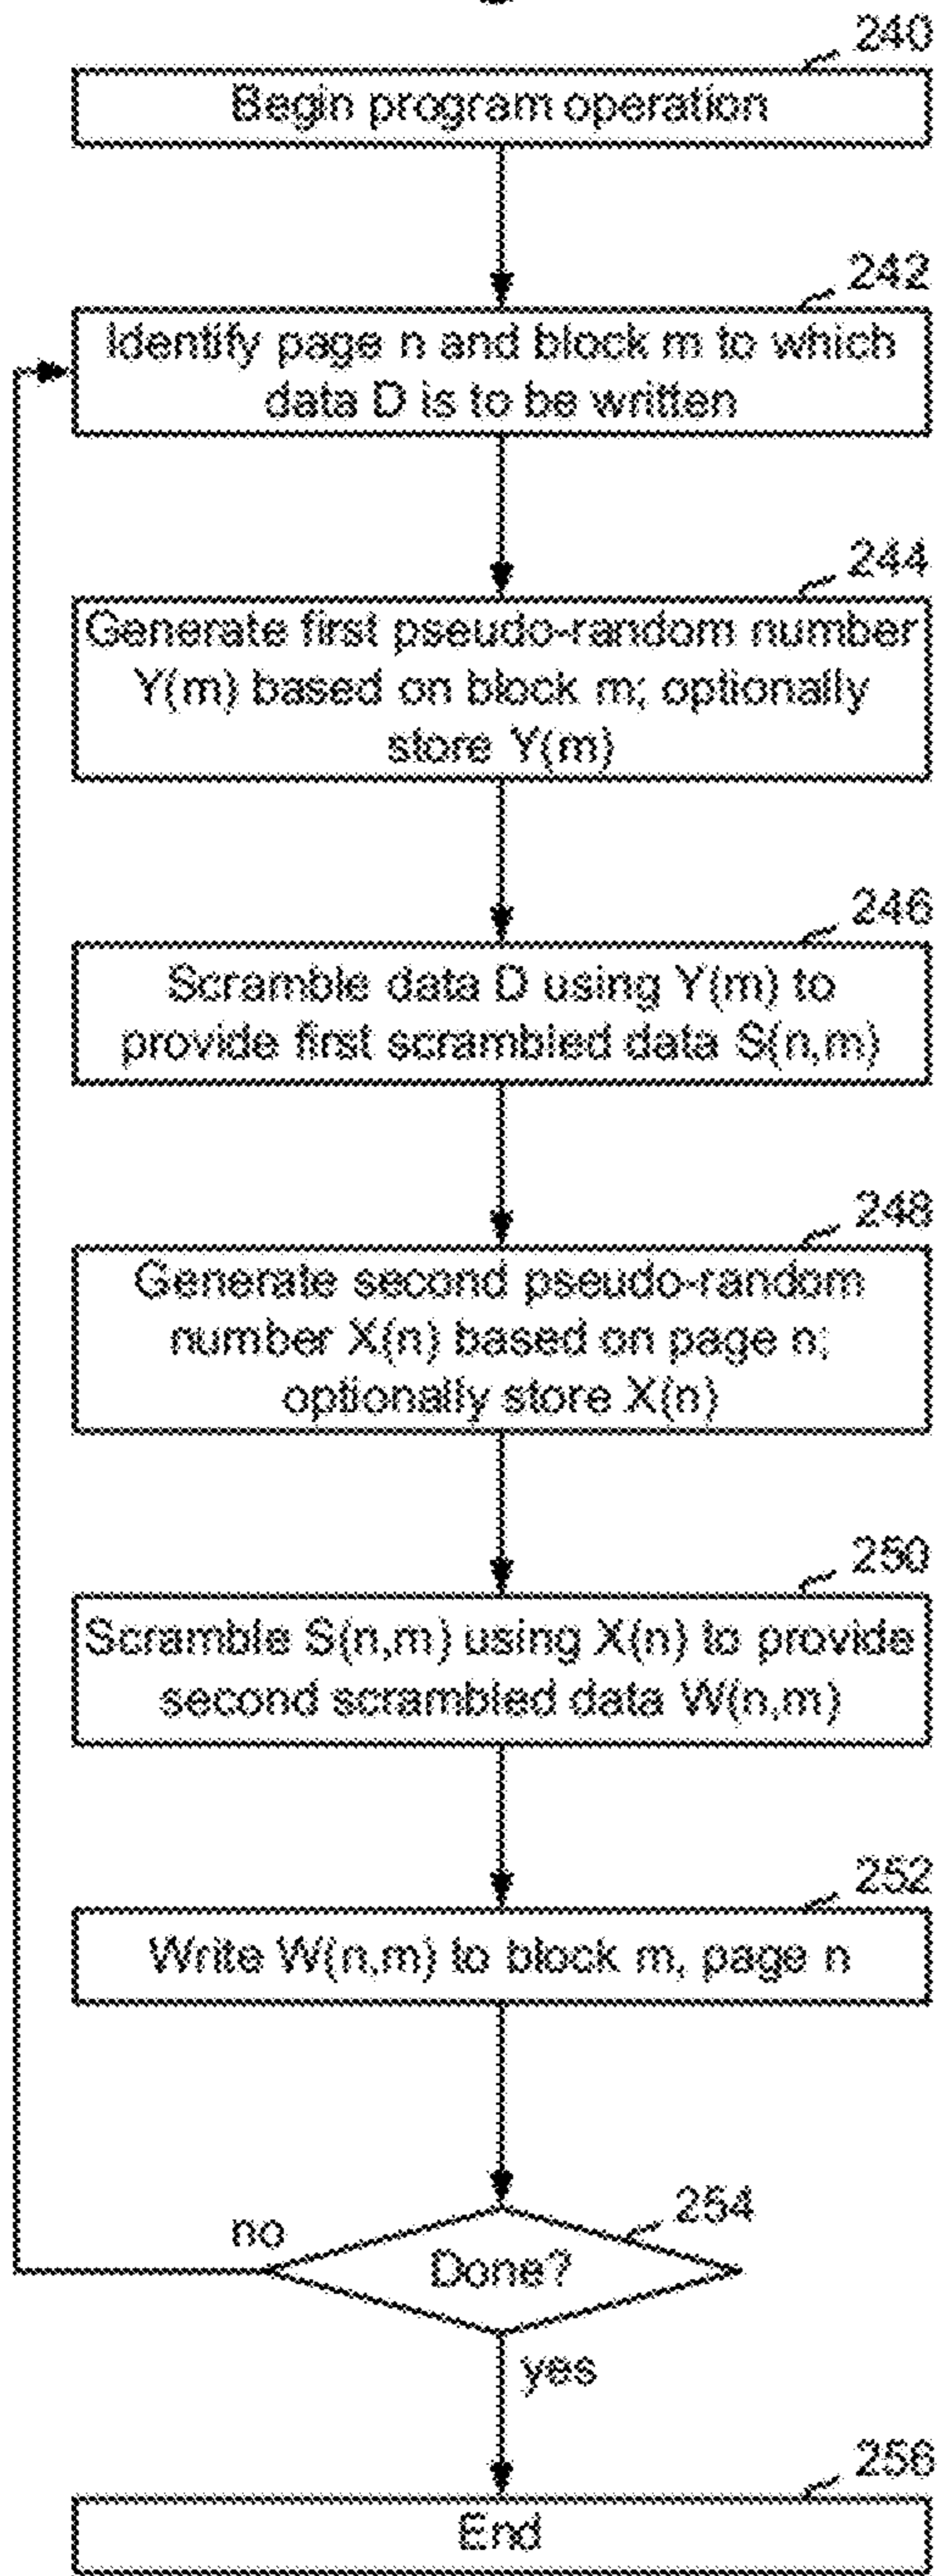 240
Begin program operation
242
Identify page n and block m to which
data D is to be written
244
Generate first pseudo-random number
Y(m) based on block m; optionally
store Y(m)
246
Scramble data D using Y(m) to
provide first scrambled data S(n,m)
248
Generate second pseudo-random
number X(n) based on page n;
optionally store X(n)
250
Scramble S(n,m) using X(n) to provide
second scrambled data W(n,m)
252
Write W(n,m) to block m, page n
254
no
Done?
yes
256
End